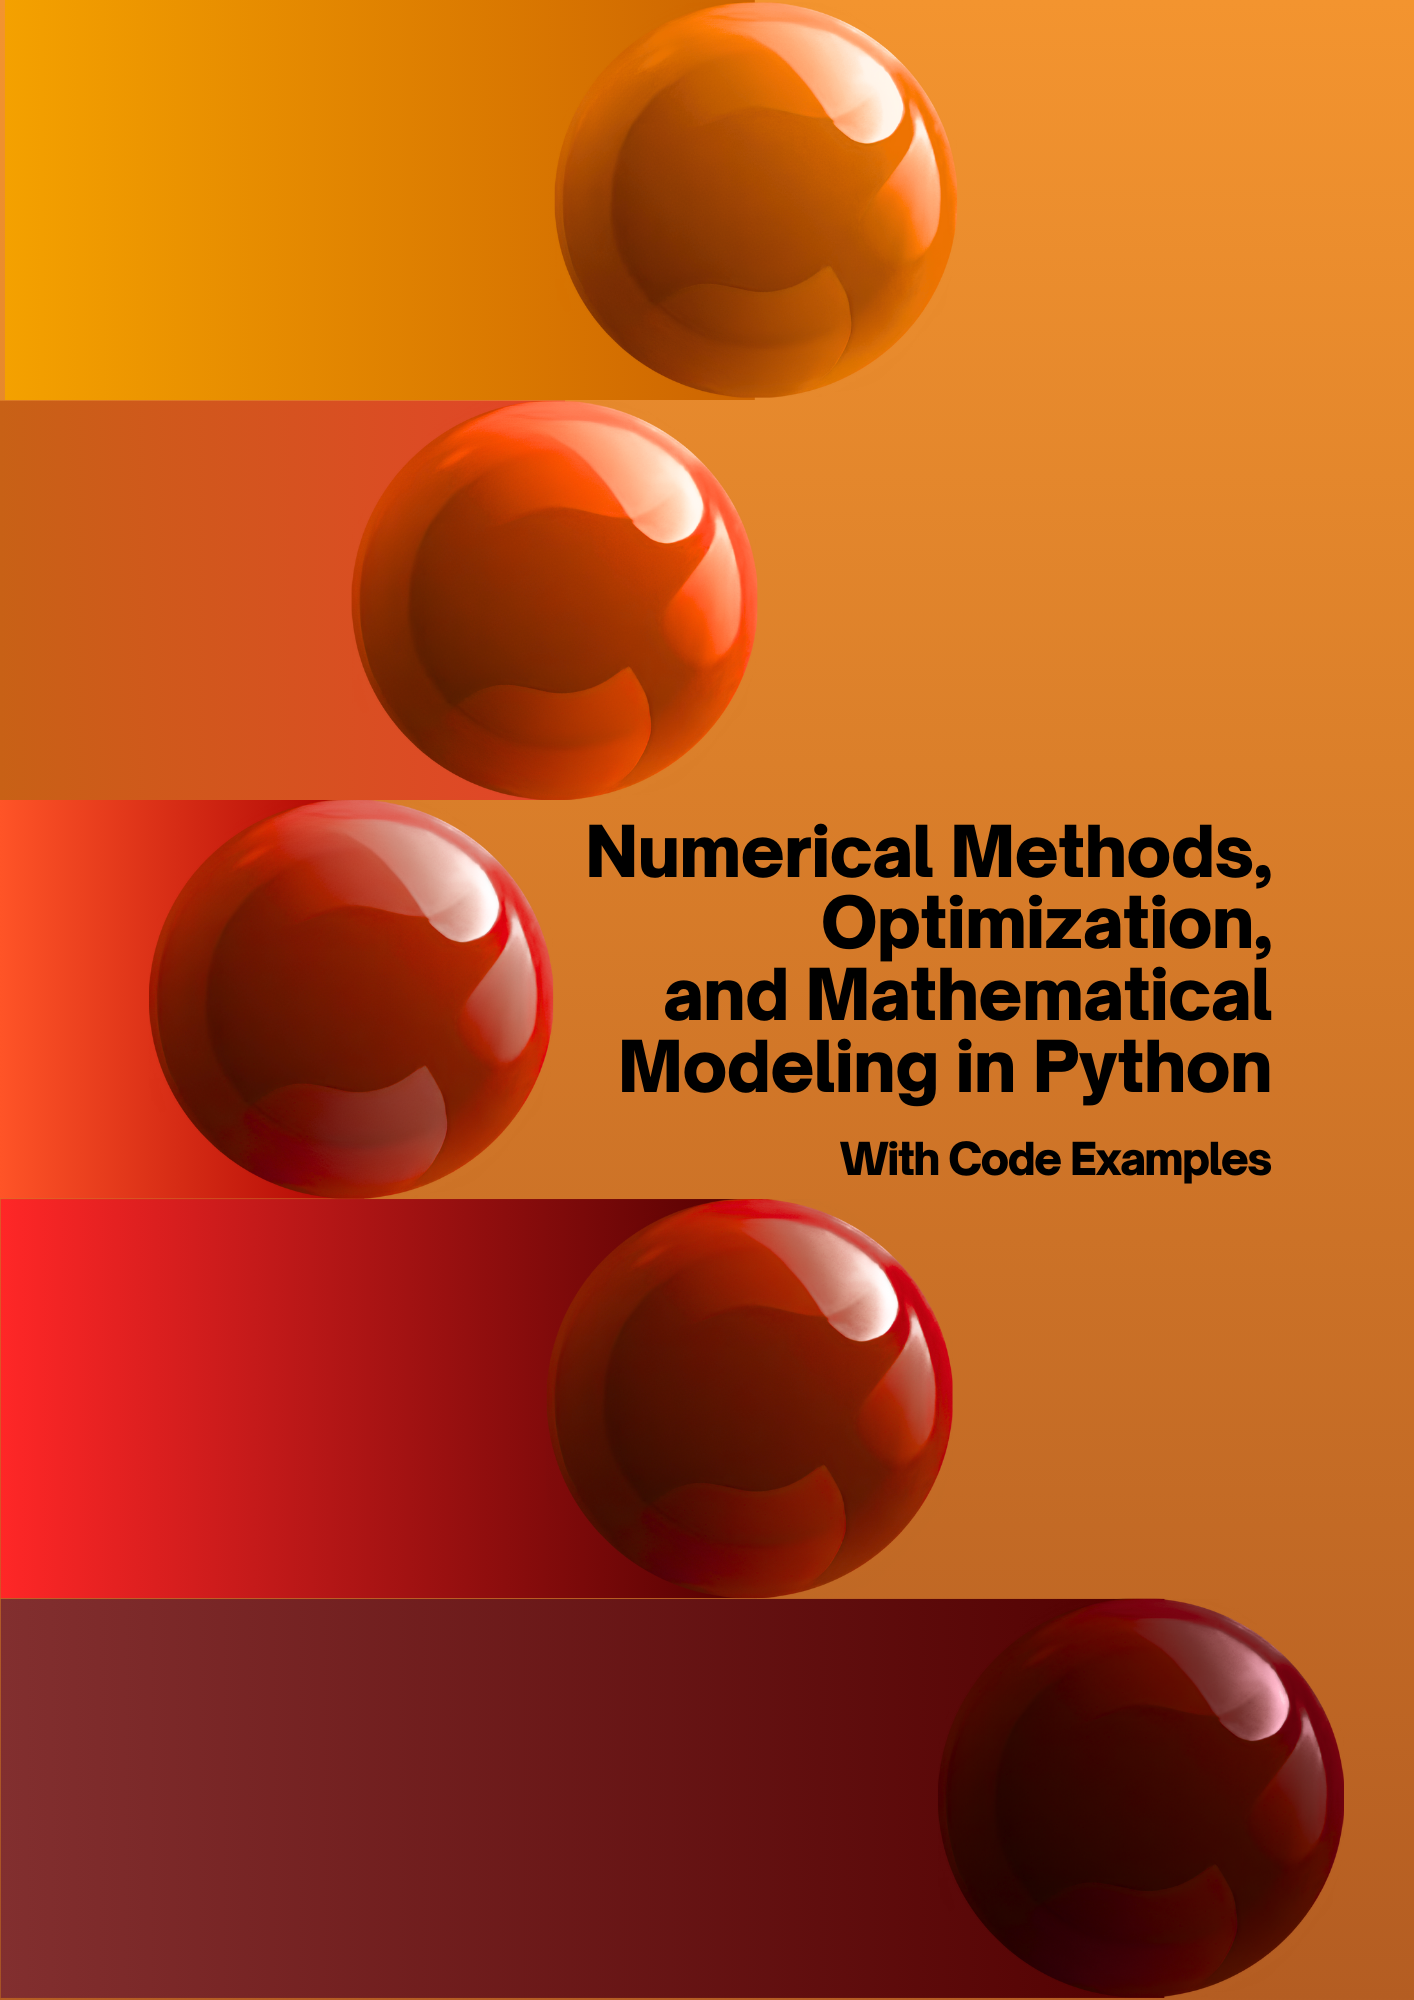 Numerical Methods,
Optimization,
and Mathematical
Modeling in Python
With Code Examples